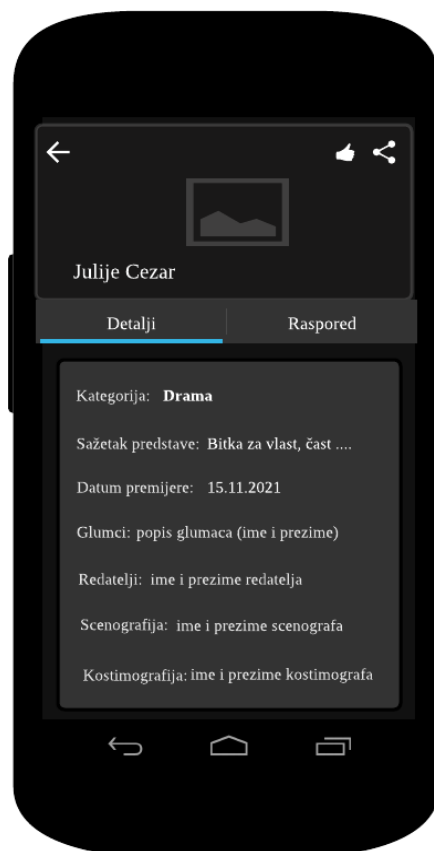 Julije Cezar
Detalji Raspored
Kategorija: Drama
Sažetak predstave: Bitka za vlast, čast ....
Datum premijere: 15.11.2021
Glumci: popis glumaca (ime i prezime)
Redatelji: ime i prezime redatelja
Scenografija: ime i prezime scenografa
Kostimografija: ime i prezime kostimografa